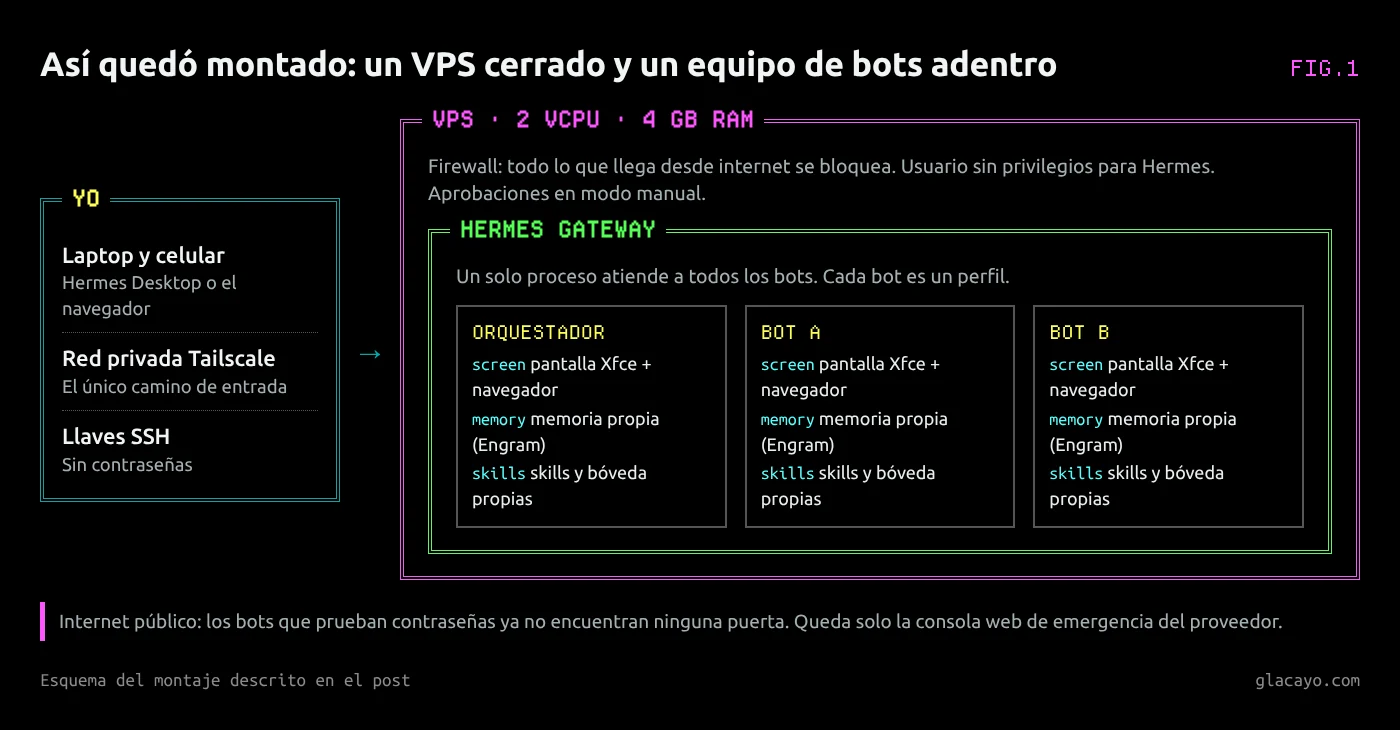 Así quedó montado: un VPS cerrado y un equipo de bots adentro
FIG.1
YO
Laptop y celular
Hermes Desktop o el
navegador
Red privada Tailscale
El único camino de entrada
Llaves SSH
Sin contraseñas
→
VPS · 2 VCPU · 4 GB RAM
Firewall: todo lo que llega desde internet se bloquea. Usuario sin privilegios para Hermes.
Aprobaciones en modo manual.
HERMES GATEWAY
Un solo proceso atiende a todos los bots. Cada bot es un perfil.
ORQUESTADOR
screen pantalla Xfce +
navegador
memory memoria propia
(Engram)
skills skills y bóveda
propias
BOT A
screen pantalla Xfce +
navegador
memory memoria propia
(Engram)
skills skills y bóveda
propias
BOT B
screen pantalla Xfce +
navegador
memory memoria propia
(Engram)
skills skills y bóveda
propias
Internet público: los bots que prueban contraseñas ya no encuentran ninguna puerta. Queda solo la consola web de emergencia del proveedor.
Esquema del montaje descrito en el post
glacayo.com